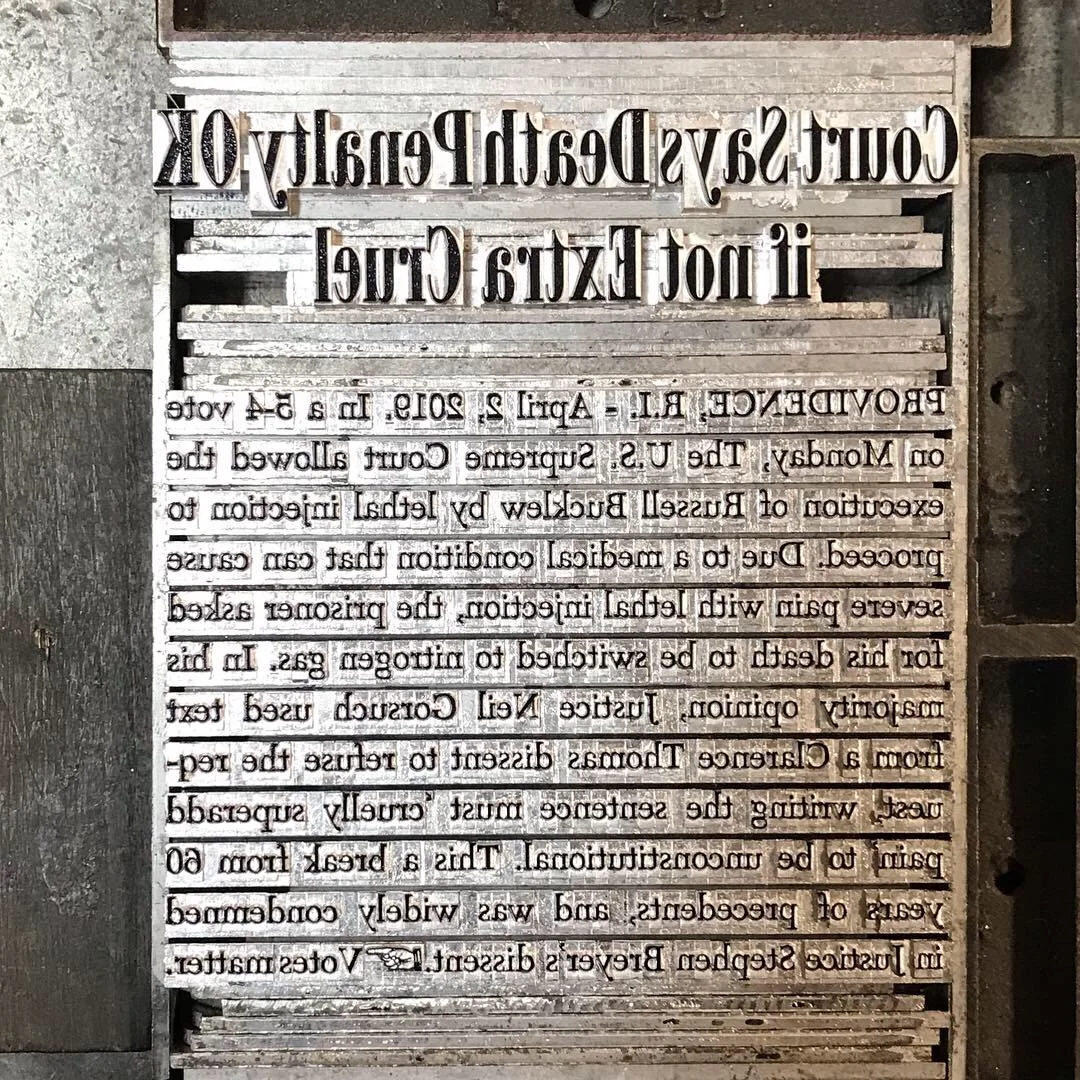 Court Says Death Penalty OK
if not Extra Cruel
PROVIDENCE, R.I. - April 2, 2019. In a 5-4 vote
on Monday, The U.S. Supreme Court allowed the
execution of Russell Bucklew by lethal injection to
proceed. Due to a medical condition that can cause
severe pain with lethal injection, the prisoner asked
for his death to be switched to nitrogen gas. In his
majority opinion, Justice Neil Gorsuch used text
from a Clarence Thomas dissent to refuse the req-
uest, writing the sentence must 'cruelly superadd
pain' to be unconstitutional. This a break from 60
years of precedents, and was widely condemned
in Justice Stephen Breyer's dissent.☞Votes matter.